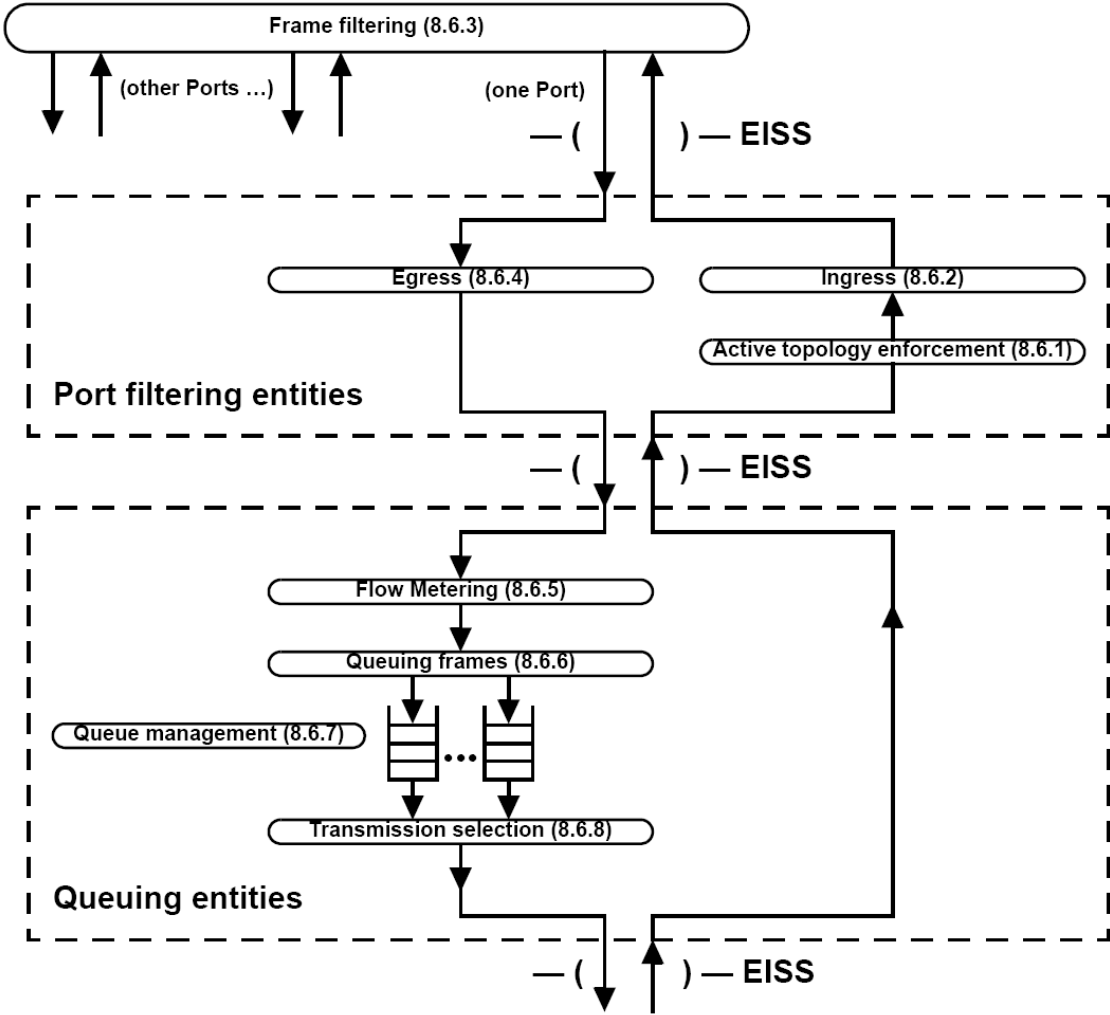 Frame filtering (8.6.3)
(other Ports …)
(one Port)
— ( ) — EISS
Egress (8.6.4)
Ingress (8.6.2)
Active topology enforcement (8.6.1)
Port filtering entities
— ( ) — EISS
Flow Metering (8.6.5)
Queuing frames (8.6.6)
Queue management (8.6.7)
•••
Transmission selection (8.6.8)
Queuing entities
— ( ) — EISS